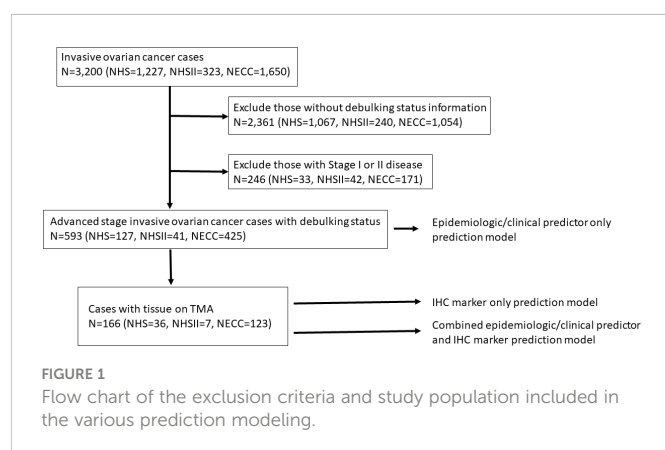 Invasive ovarian cancer cases
N=3,200 (NHS=1,227, NHSII=323, NECC=1,650)
Exclude those without debulking status information
N=2,361 (NHS=1,067, NHSII=240, NECC=1,054)
Exclude those with Stage I or II disease
N=246 (NHS=33, NHSII=42, NECC=171)
Advanced stage invasive ovarian cancer cases with debulking status
N=593 (NHS=127, NHSII=41, NECC=425)
Epidemiologic/clinical predictor only
prediction model
Cases with tissue on TMA
N=166 (NHS=36, NHSII=7, NECC=123)
IHC marker only prediction model
Combined epidemiologic/clinical predictor
and IHC marker prediction model
FIGURE 1
Flow chart of the exclusion criteria and study population included in
the various prediction modeling.